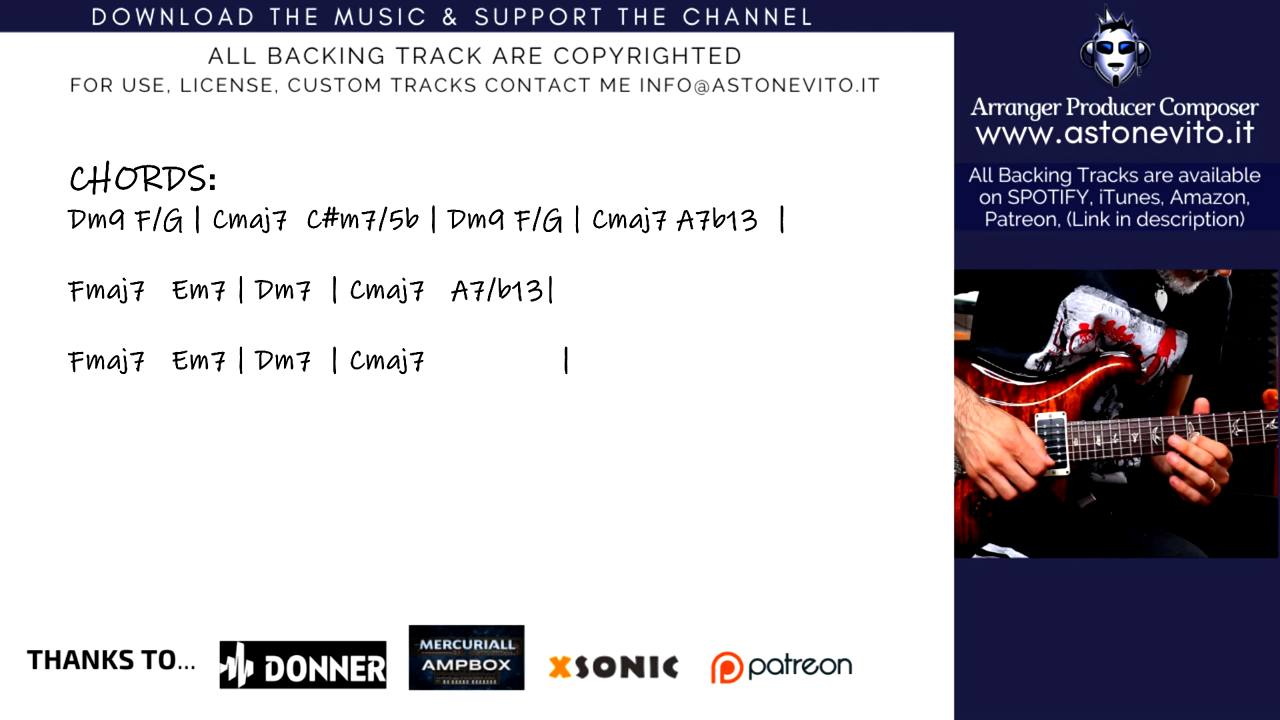 DOWNLOAD THE MUSIC & SUPPORT THE CHANNEL
ALL BACKING TRACK ARE COPYRIGHTED
FOR USE, LICENSE, CUSTOM TRACKS CONTACT ME INFO@ASTONEVITO.IT
CHORDS:
Dm9 F/G | Cmaj7 C#m7/5b | Dm9 F/G | Cmaj7 A7b13 |
Fmaj7 Em7 | Dm7 | Cmaj7 A7/b13|
Fmaj7 Em7 | Dm7 | Cmaj7 |
THANKS TO...
DONNER
MERCURIALL
AMPBOX
XSONIC
patreon
Arranger Producer Composer
www.astonevito.it
All Backing Tracks are available
on SPOTIFY, iTunes, Amazon,
Patreon, (Link in description)